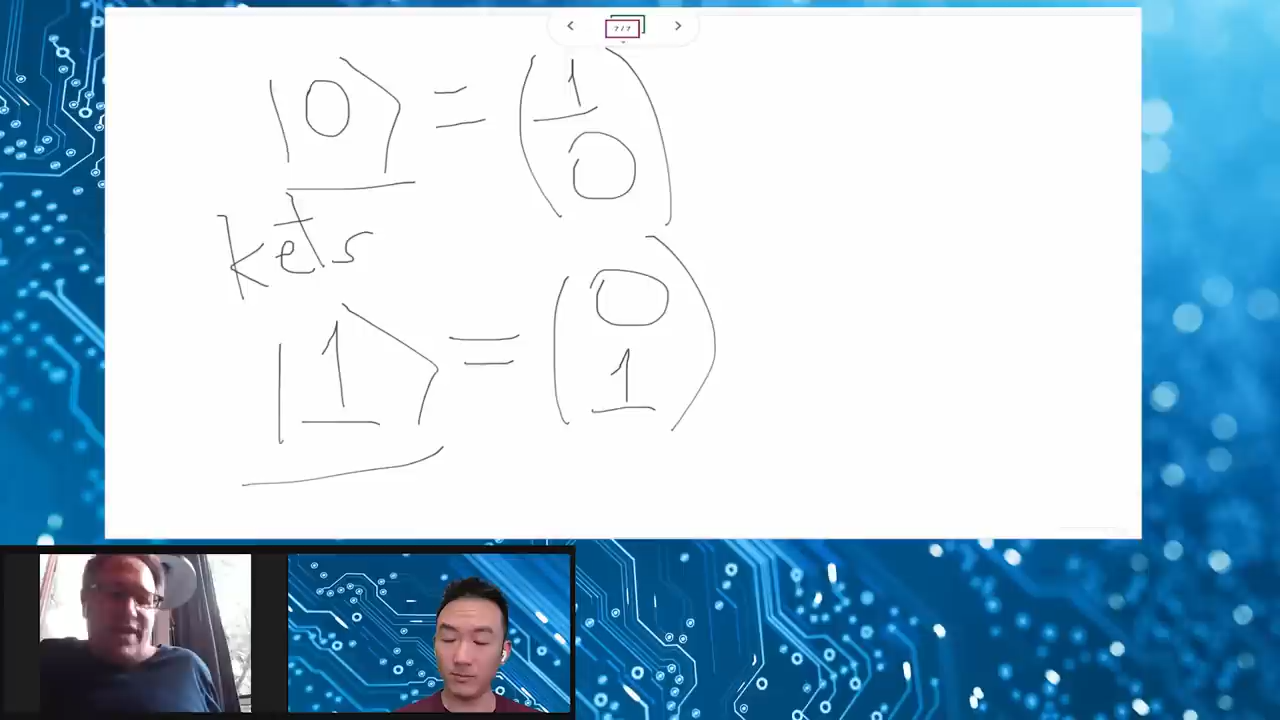 |0⟩ = (1
0)
kets
|1⟩ = (0
1)